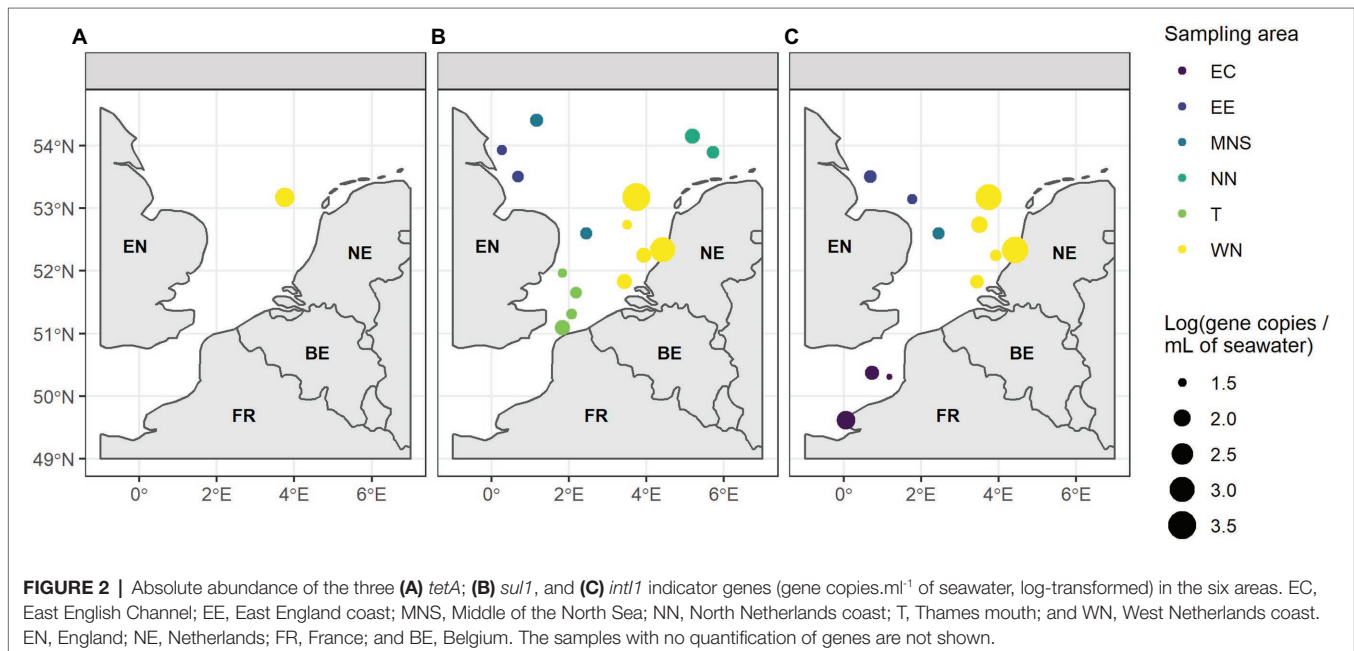 A
B
C
54°N
53°N
52°N
51°N
50°N
49°N
EN
NE
BE
FR
0°
2°E
4°E
6°E
EN
NE
BE
FR
0°
2°E
4°E
6°E
EN
NE
BE
FR
0°
2°E
4°E
6°E
Sampling area
EC
EE
MNS
NN
T
WN
Log(gene copies /
mL of seawater)
1.5
2.0
2.5
3.0
3.5
FIGURE 2 | Absolute abundance of the three (A) tetA; (B) sul1, and (C) intI1 indicator genes (gene copies.ml⁻¹ of seawater, log-transformed) in the six areas. EC,
East English Channel; EE, East England coast; MNS, Middle of the North Sea; NN, North Netherlands coast; T, Thames mouth; and WN, West Netherlands coast.
EN, England; NE, Netherlands; FR, France; and BE, Belgium. The samples with no quantification of genes are not shown.